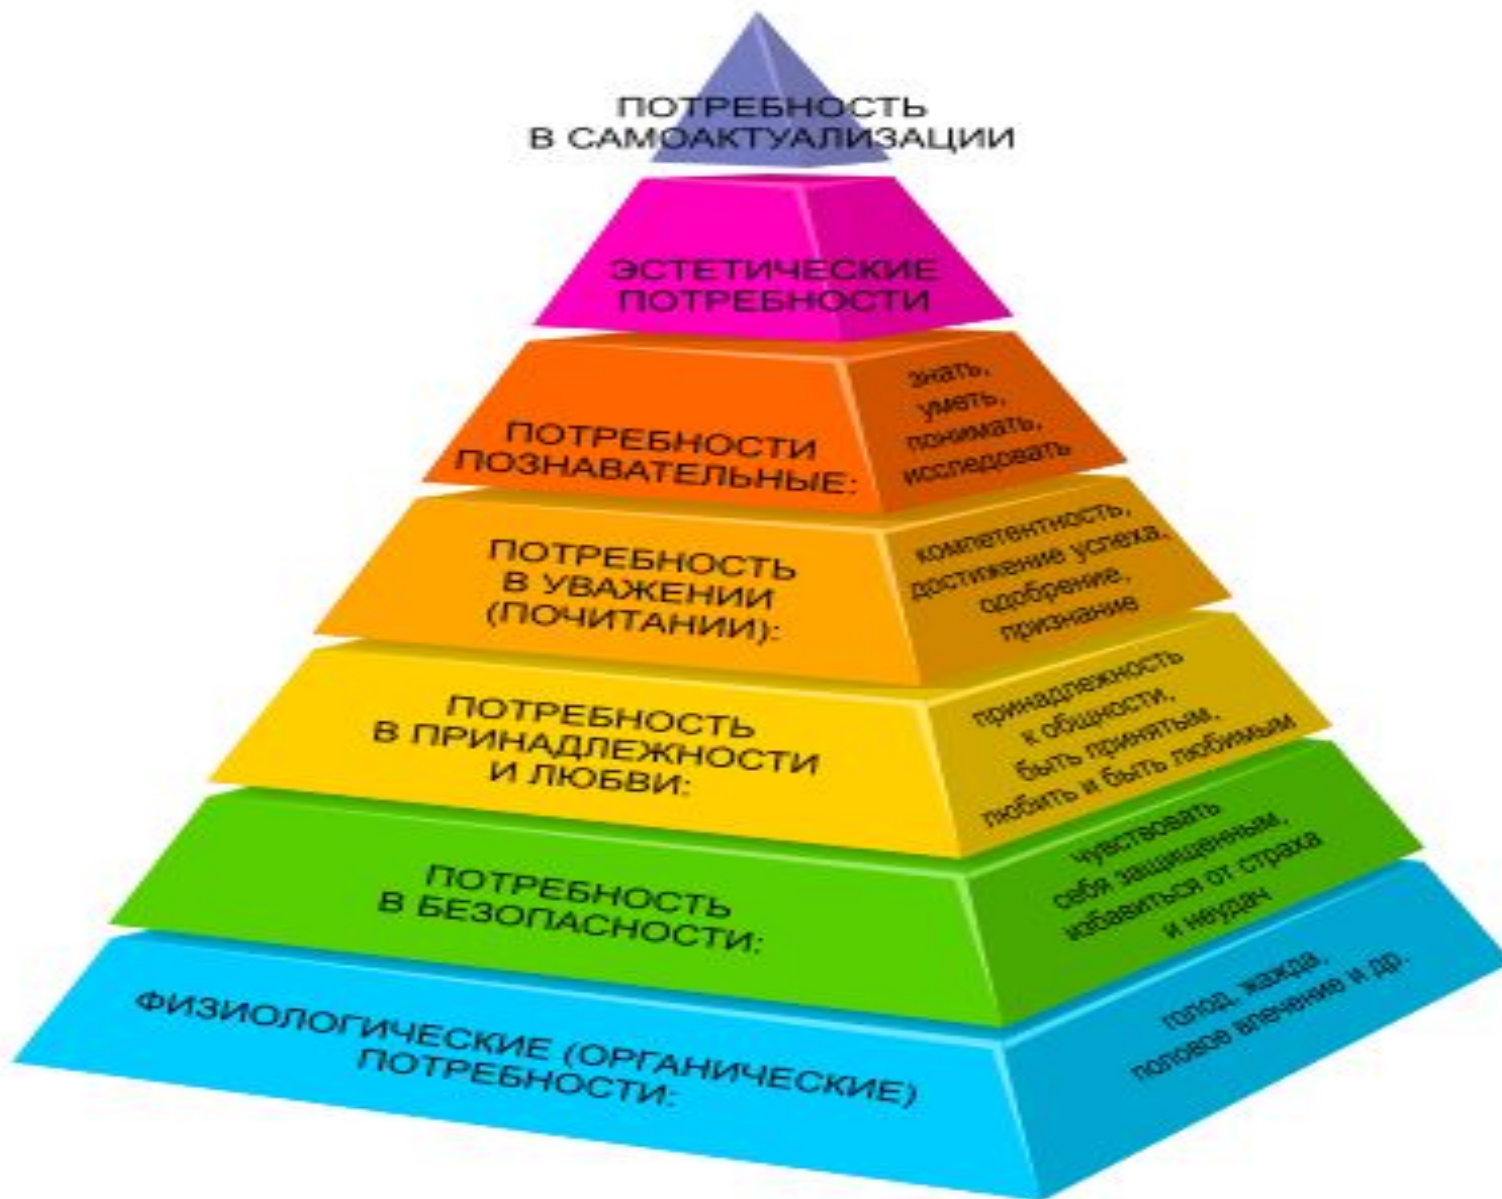 ПОТРЕБНОСТЬ
В САМОАКТУАЛИЗАЦИИ
ЭСТЕТИЧЕСКИЕ
ПОТРЕБНОСТИ
ПОТРЕБНОСТИ
ПОЗНАВАТЕЛЬНЫЕ:
знать,
уметь,
понимать,
исследовать
ПОТРЕБНОСТЬ
В УВАЖЕНИИ
(ПОЧИТАНИИ):
компетентность,
достижение успеха,
одобрение,
признание
ПОТРЕБНОСТЬ
В ПРИНАДЛЕЖНОСТИ
И ЛЮБВИ:
принадлежность
к общности,
быть принятым,
любить и быть любимым
ПОТРЕБНОСТЬ
В БЕЗОПАСНОСТИ:
чувствовать
себя защищенным,
избавиться от страха
и неудач
ФИЗИОЛОГИЧЕСКИЕ (ОРГАНИЧЕСКИЕ)
ПОТРЕБНОСТИ:
голод, жажда,
половое влечение и др.